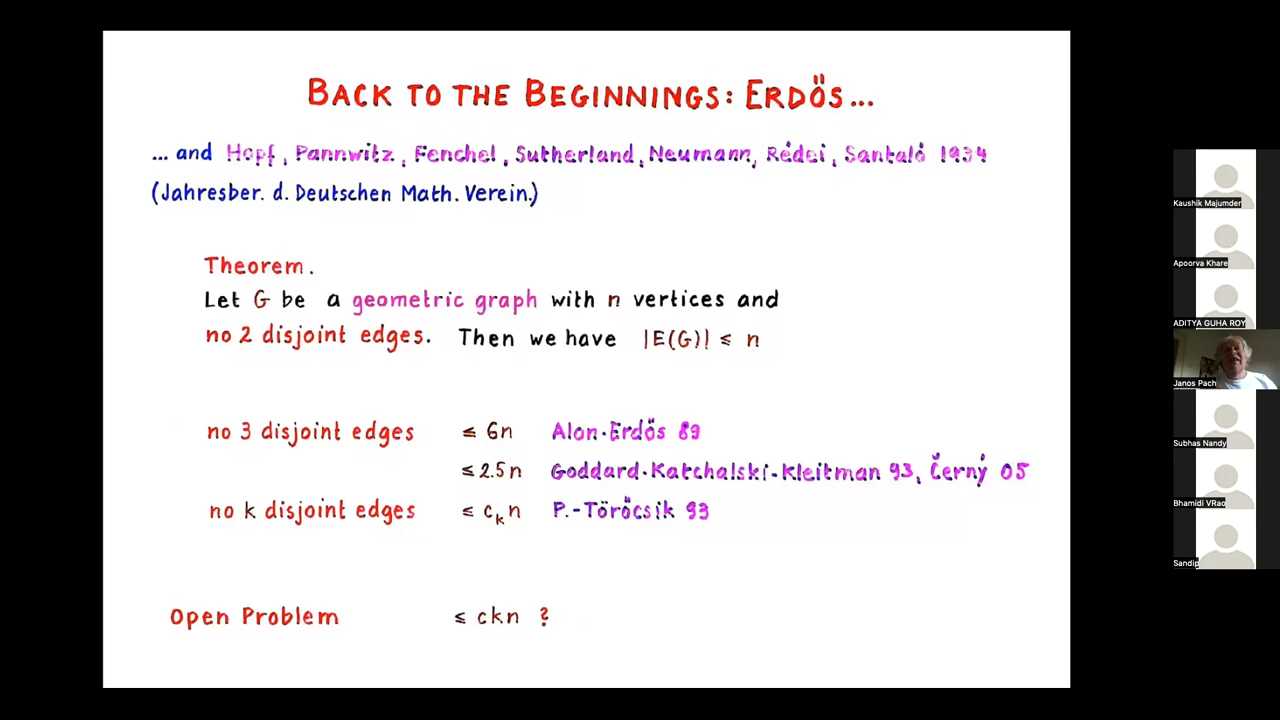 BACK TO THE BEGINNINGS: ERDŐS...
... and Hopf, Pannwitz, Fenchel, Sutherland, Neumann, Rédei, Santaló 1934
(Jahresber. d. Deutschen Math. Verein.)
Theorem.
Let G be a geometric graph with n vertices and
no 2 disjoint edges. Then we have |E(G)| ≤ n
no 3 disjoint edges ≤ 6n Alon-Erdős 89
≤ 2.5n Goddard-Katchalski-Kleitman 93, Černý 05
no k disjoint edges ≤ cₖ n P.-Törőcsik 93
Open Problem ≤ ckn ?
Kaushik Majumder
Apoorva Khare
ADITYA GUHA ROY
Janos Pach
Subhas Nandy
Bhamidi VRao
Sandip